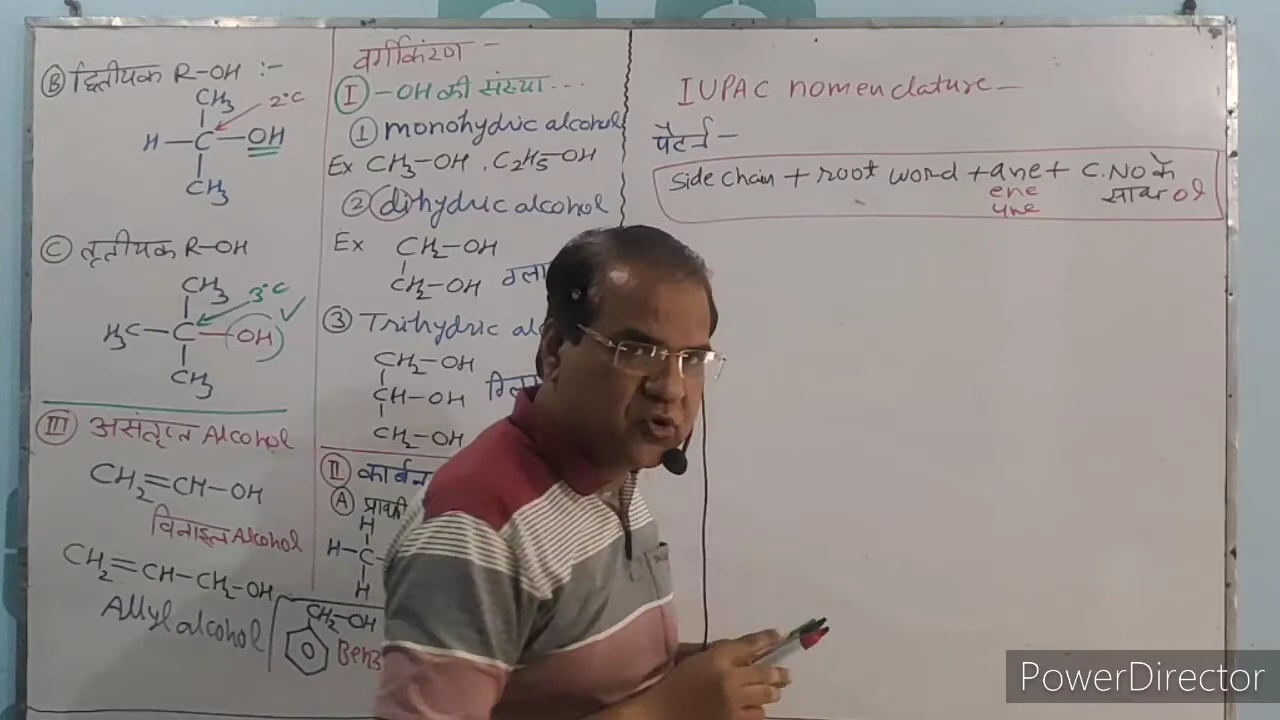 Ⓑ द्वितीयक R-OH :-
CH3
2°C
H-C-OH
CH3
Ⓒ तृतीयक R-OH
CH3
3°C
H3C-C-OH
CH3
Ⓘ Ⓘ Ⓘ असंतृप्त Alcohol
CH2=CH-OH
विनाइल Alcohol
CH2=CH-CH2-OH
Allyl alcohol
वर्गीकरण -
Ⓘ -OH की संख्या ...
① monohydric alcohol
Ex CH3-OH, C2H5-OH
② dihydric alcohol
Ex CH2-OH
CH2-OH
③ Trihydric
CH2-OH
CH-OH
CH2-OH
Ⓘ Ⓘ कार्बन
Ⓐ
H
H-C-
H
CH2-OH
IUPAC nomenclature-
पैटर्न-
side chain + root word + ane + C.No के
ene साथ ol
yne
PowerDirector